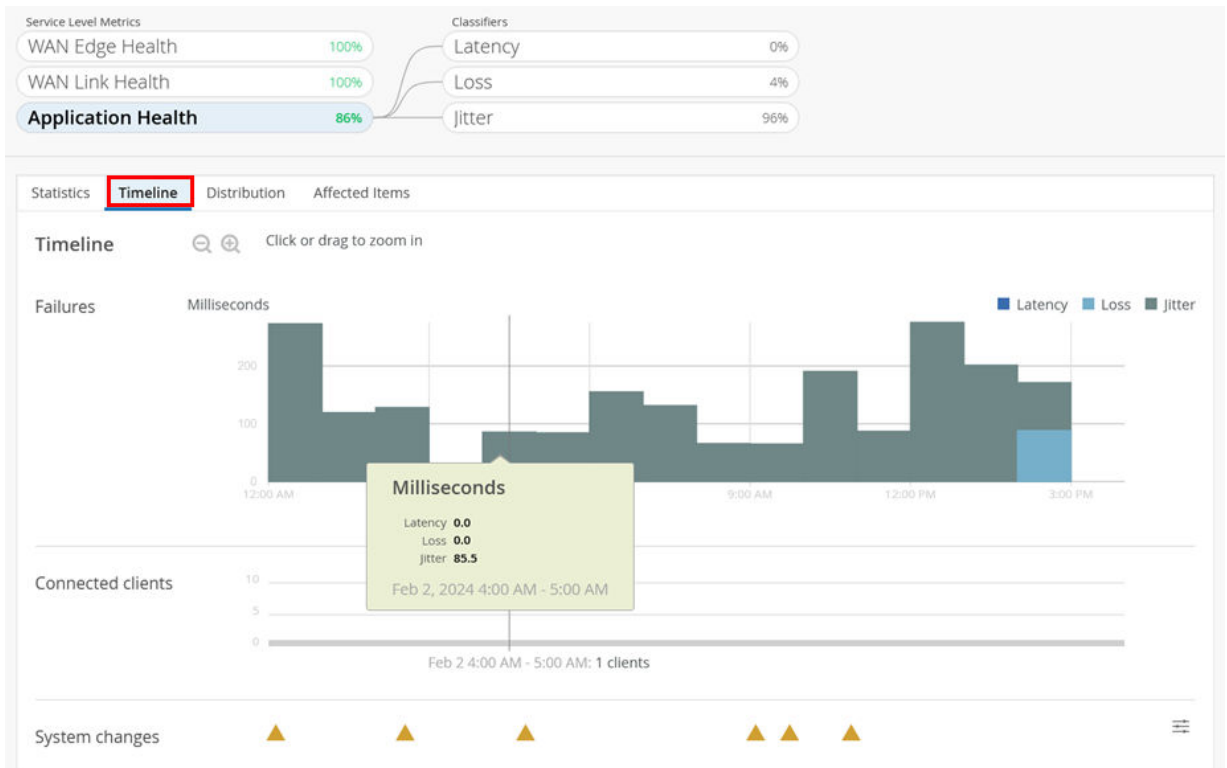 Service Level Metrics
Classifiers
WAN Edge Health 100%
Latency 0%
WAN Link Health 100%
Loss 4%
Application Health 86%
Jitter 96%
Statistics Timeline Distribution Affected Items
Timeline Click or drag to zoom in
Failures Milliseconds
Latency Loss Jitter
200
100
0
12:00 AM 9:00 AM 12:00 PM 3:00 PM
Milliseconds
Latency 0.0
Loss 0.0
Jitter 85.5
Feb 2, 2024 4:00 AM - 5:00 AM
Connected clients
10
5
0
Feb 2 4:00 AM - 5:00 AM: 1 clients
System changes